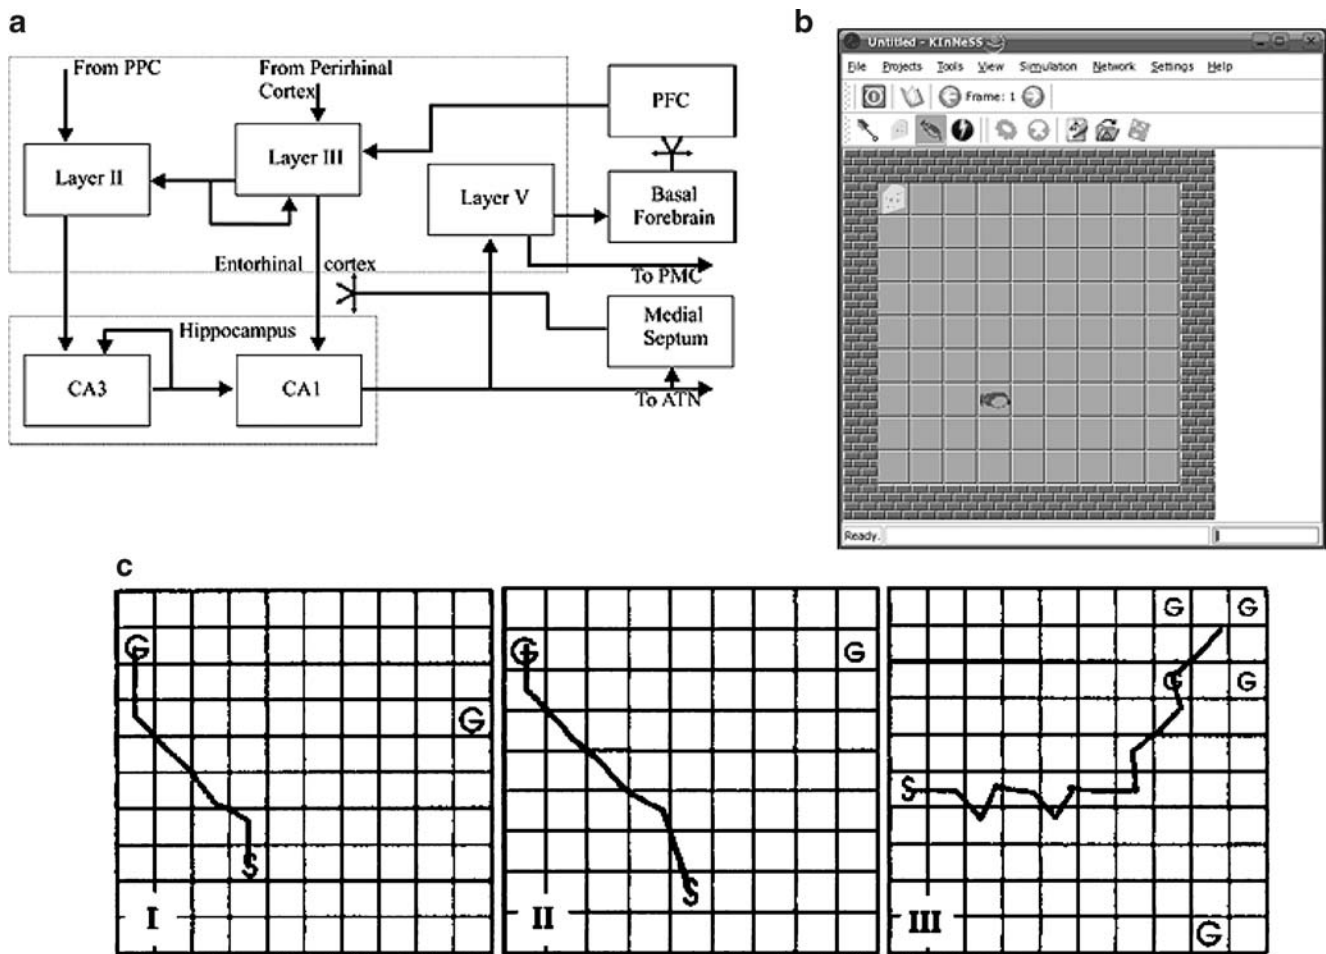 a
From PPC
From Perirhinal
Cortex
PFC
Layer III
Layer II
Layer V
Basal
Forebrain
Entorhinal cortex
To PMC
Hippocampus
Medial
Septum
CA3
CA1
To ATN
b
Untitled - KInNeSS
File Projects Tools View Simulation Network Settings Help
Frame: 1
Ready.
c
G
G
S
I
G
G
S
II
G G
G G
S
III
G